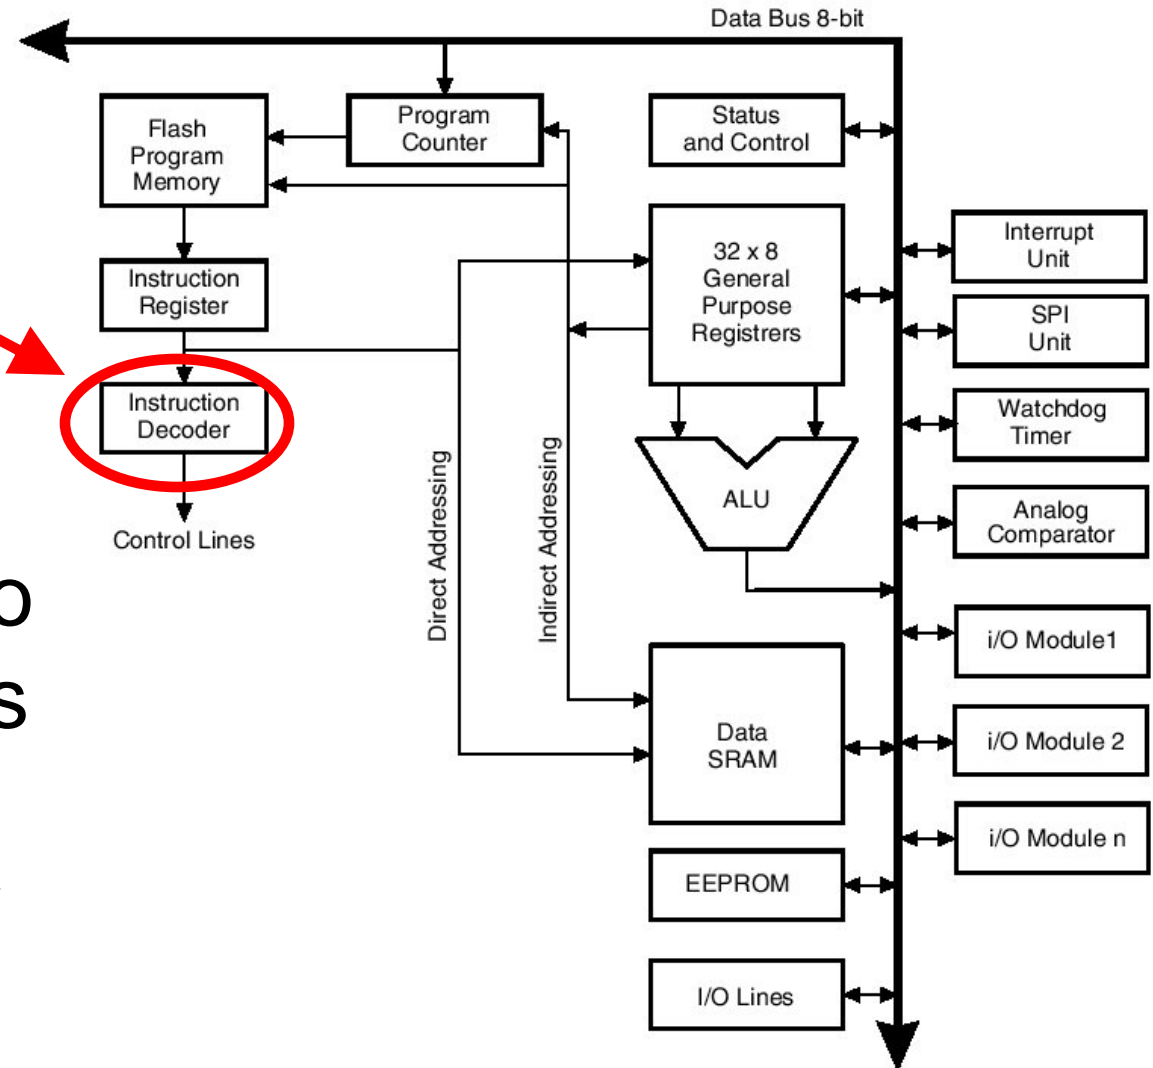 Data Bus 8-bit
Flash
Program
Memory
Program
Counter
Status
and Control
Instruction
Register
32 x 8
General
Purpose
Registrers
Interrupt
Unit
SPI
Unit
Instruction
Decoder
Watchdog
Timer
Control Lines
Direct Addressing
Indirect Addressing
ALU
Analog
Comparator
i/O Module1
Data
SRAM
i/O Module 2
i/O Module n
EEPROM
I/O Lines